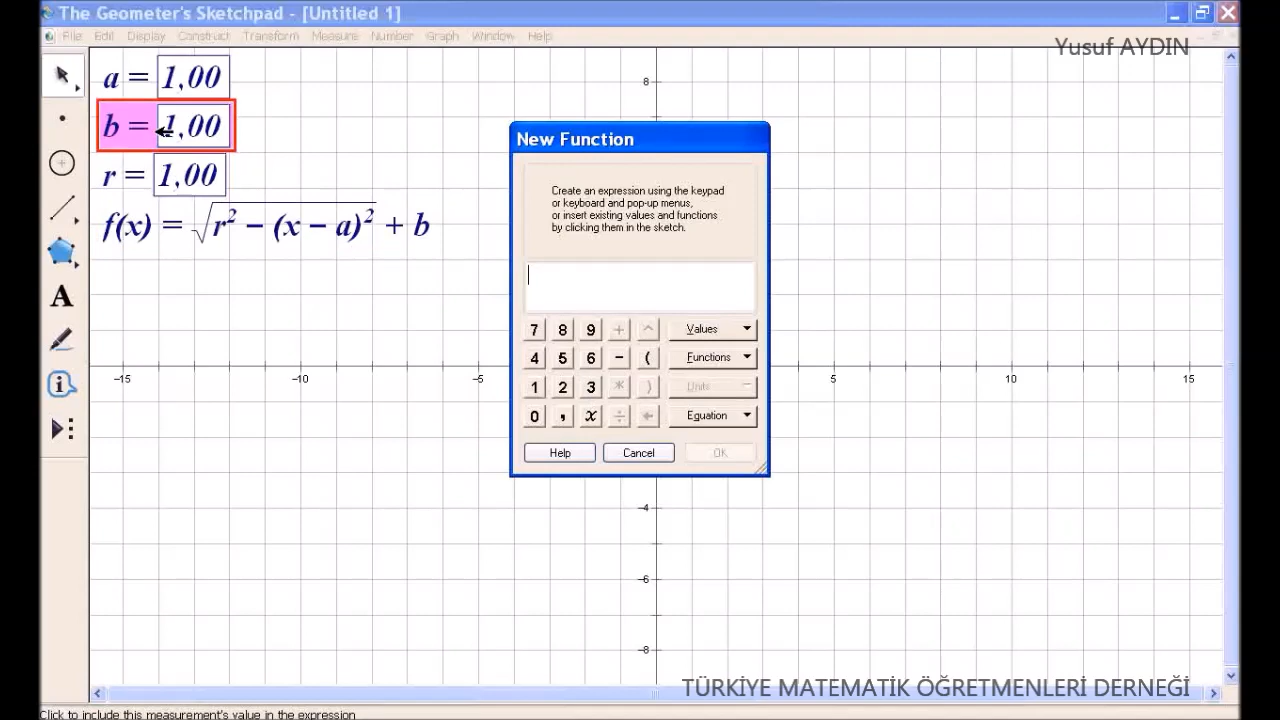 The Geometer's Sketchpad - [Untitled 1]
File Edit Display Construct Transform Measure Number Graph Window Help
Yusuf AYDIN
a = 1,00
b = 1,00
r = 1,00
f(x) = √r² − (x − a)² + b
A
New Function
Create an expression using the keypad
or keyboard and pop-up menus,
or insert existing values and functions
by clicking them in the sketch.
7 8 9 + ^ Values
4 5 6 − ( Functions
1 2 3 * ) Units
0 , x ÷ Equation
Help Cancel OK
8
−15 −10 −5 5 10 15
−4
−6
−8
TÜRKİYE MATEMATİK ÖĞRETMENLERİ DERNEĞİ
Click to include this measurement's value in the expression